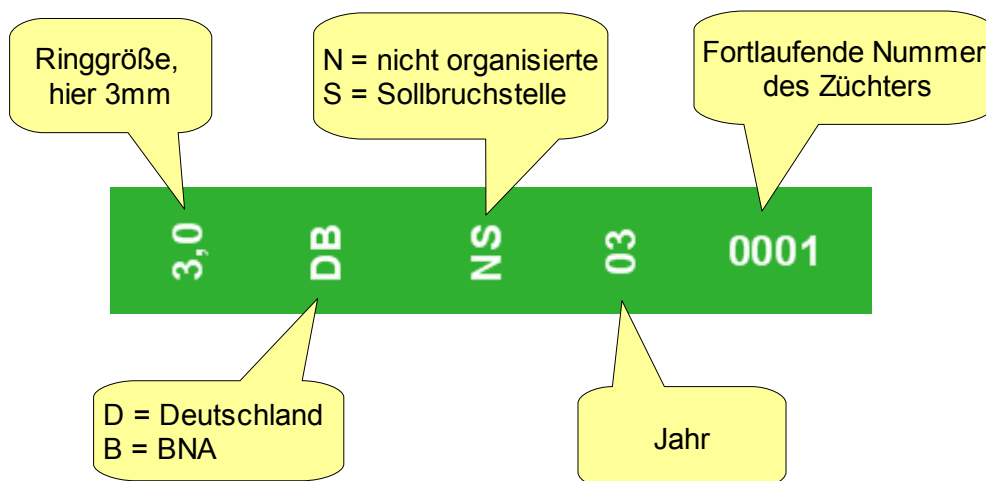 Ringgröße,
hier 3mm
N = nicht organisierte
S = Sollbruchstelle
Fortlaufende Nummer
des Züchters
3,0
DB
NS
03
0001
D = Deutschland
B = BNA
Jahr